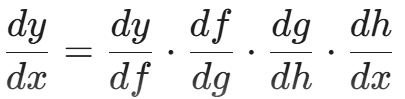 dy/dx = dy/df · df/dg · dg/dh · dh/dx